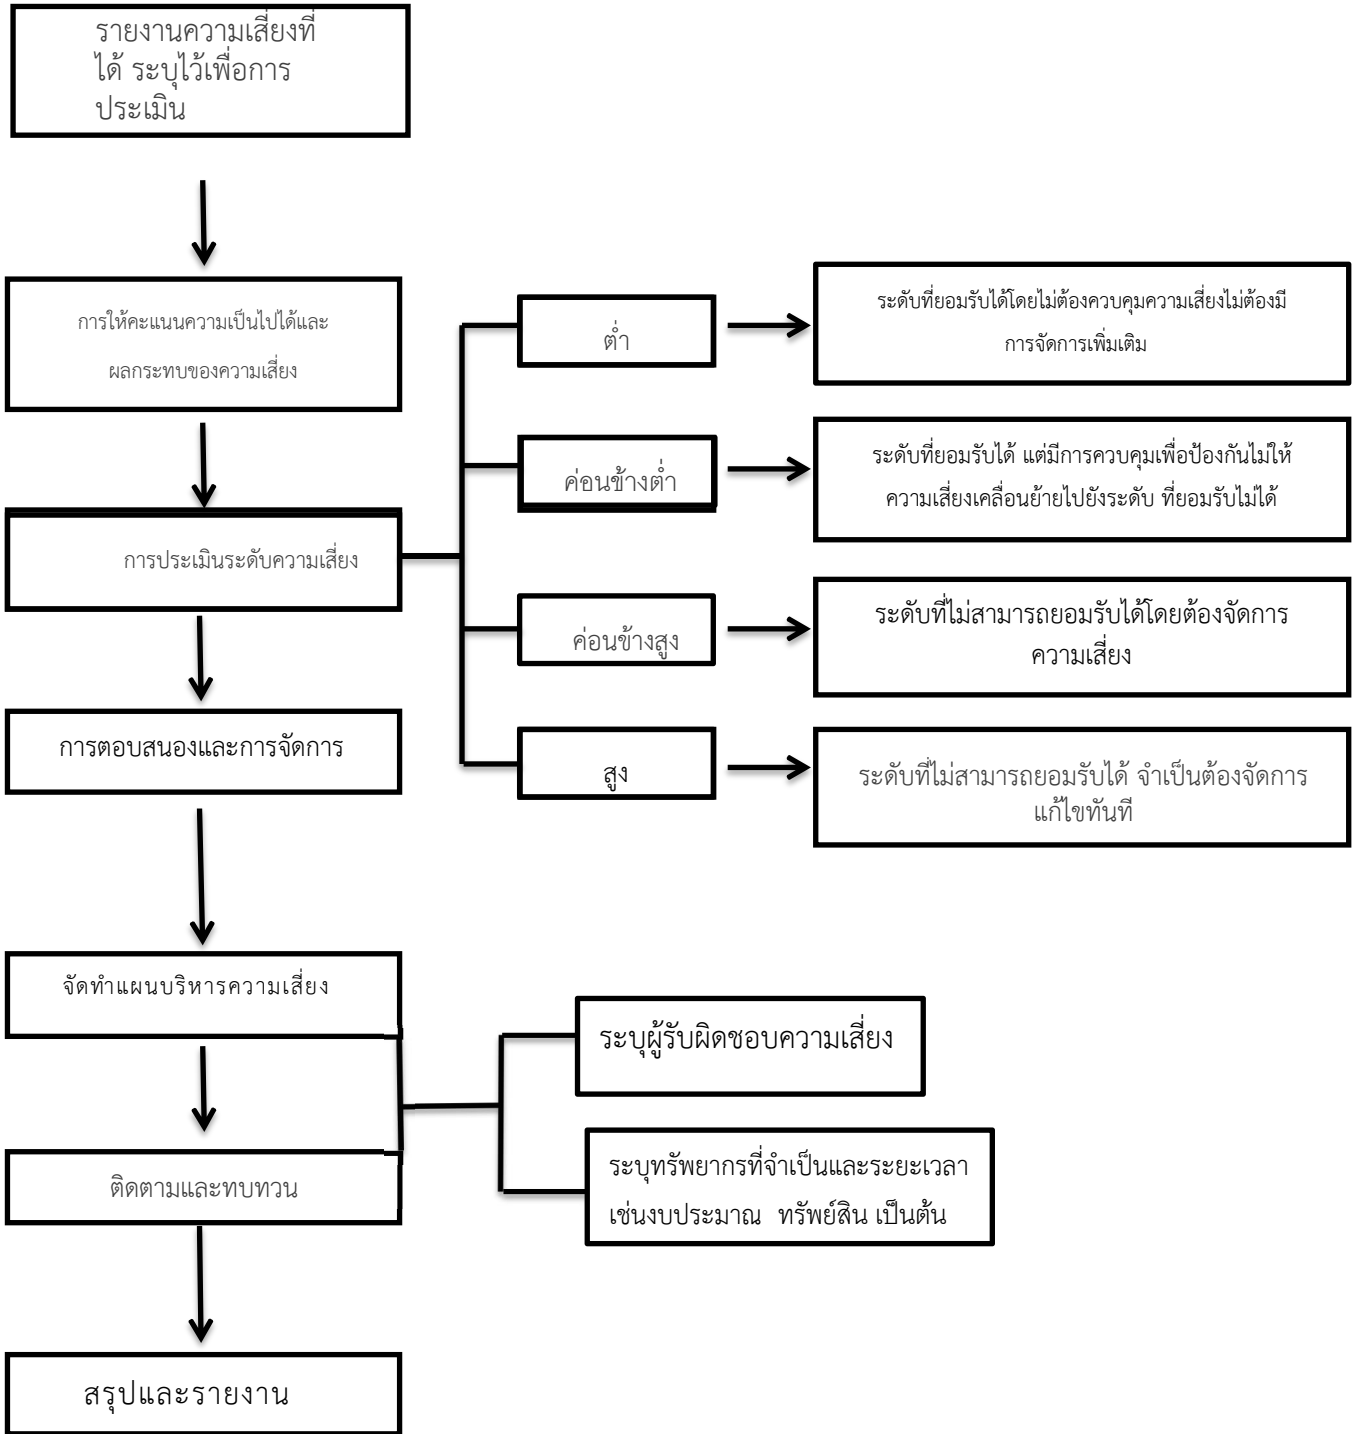 รายงานความเสี่ยงที่
ได้ ระบุไว้เพื่อการ
ประเมิน
การให้คะแนนความเป็นไปได้และ
ผลกระทบของความเสี่ยง
การประเมินระดับความเสี่ยง
ต่ำ
ระดับที่ยอมรับได้โดยไม่ต้องควบคุมความเสี่ยงไม่ต้องมี
การจัดการเพิ่มเติม
ค่อนข้างต่ำ
ระดับที่ยอมรับได้ แต่มีการควบคุมเพื่อป้องกันไม่ให้
ความเสี่ยงเคลื่อนย้ายไปยังระดับ ที่ยอมรับไม่ได้
ค่อนข้างสูง
ระดับที่ไม่สามารถยอมรับได้โดยต้องจัดการ
ความเสี่ยง
สูง
ระดับที่ไม่สามารถยอมรับได้ จำเป็นต้องจัดการ
แก้ไขทันที
การตอบสนองและการจัดการ
จัดทำแผนบริหารความเสี่ยง
ระบุผู้รับผิดชอบความเสี่ยง
ระบุทรัพยากรที่จำเป็นและระยะเวลา
เช่นงบประมาณ ทรัพย์สิน เป็นต้น
ติดตามและทบทวน
สรุปและรายงาน